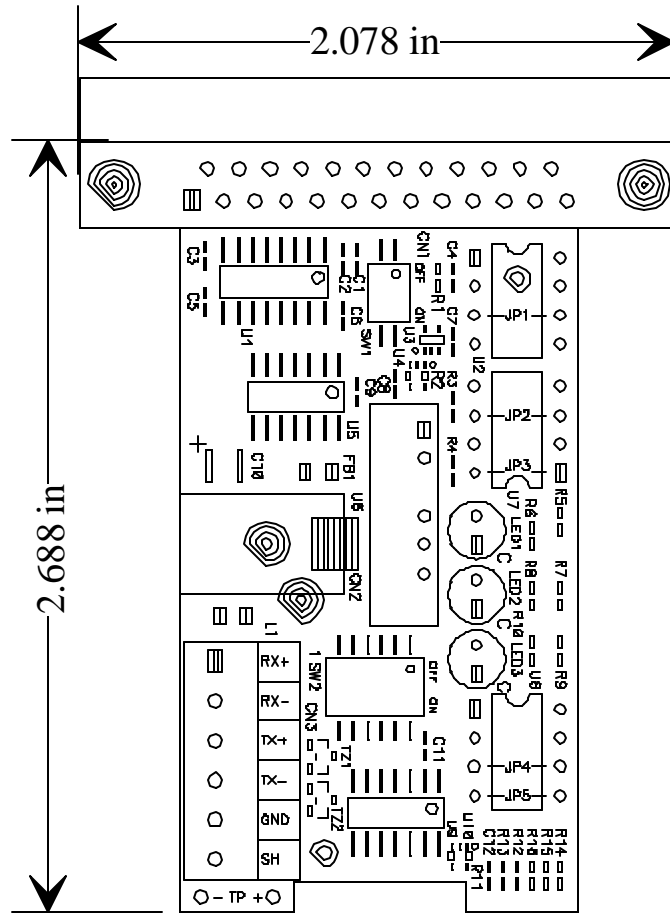 2.078 in
2.688 in
C3
C5
U1
C2
C1
C6
CN1
OFF
ON
SW1
R1
C4
C7
U3
U4
U2
R2
R3
R4
JP1
JP2
JP3
U5
C9
C8
+
C10
FB1
U6
CN2
U7
LED1
C
R6
R5
LED2
C
R8
R7
R10
LED3
C
U8
R9
L1
1
SW2
OFF
ON
CN3
TZ1
TZ2
C11
JP4
JP5
RX+
RX-
TX+
TX-
GND
SH
- TP +
U9
U10
R11
C12
R13
R12
R16
R15
R14